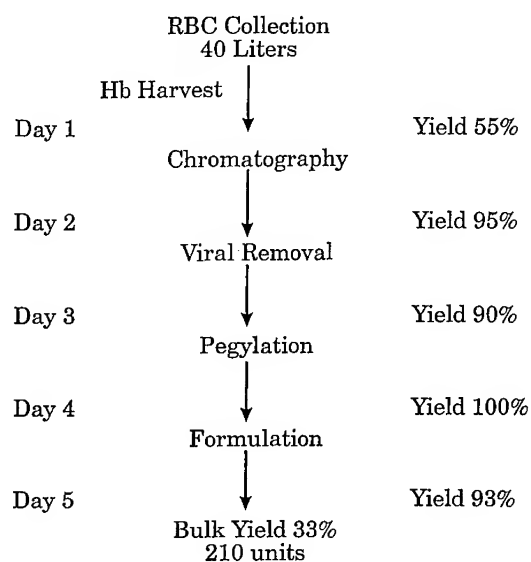 RBC Collection
40 Liters
Hb Harvest
Day 1 Yield 55%
Chromatography
Day 2 Yield 95%
Viral Removal
Day 3 Yield 90%
Pegylation
Day 4 Yield 100%
Formulation
Day 5 Yield 93%
Bulk Yield 33%
210 units